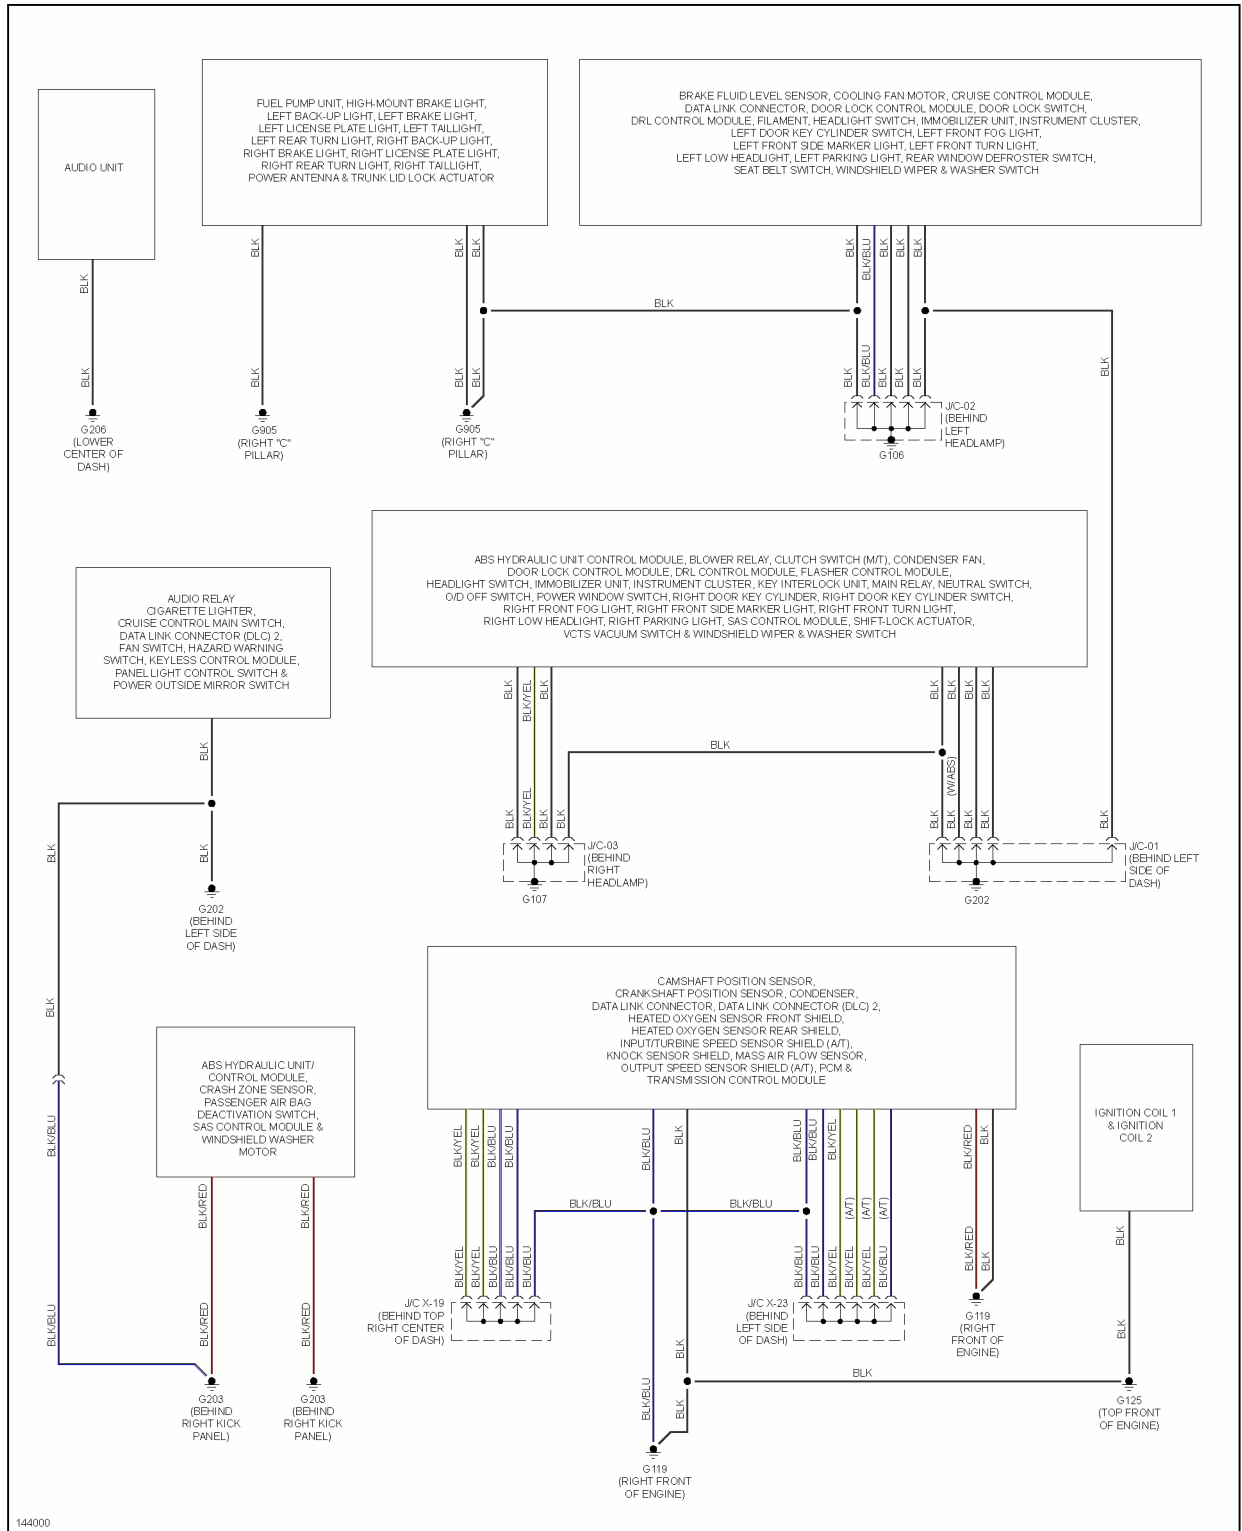 AUDIO UNIT
BLK
BLK
G206
(LOWER
CENTER OF
DASH)
FUEL PUMP UNIT, HIGH-MOUNT BRAKE LIGHT,
LEFT BACK-UP LIGHT, LEFT BRAKE LIGHT,
LEFT LICENSE PLATE LIGHT, LEFT TAILLIGHT,
LEFT REAR TURN LIGHT, RIGHT BACK-UP LIGHT,
RIGHT BRAKE LIGHT, RIGHT LICENSE PLATE LIGHT,
RIGHT REAR TURN LIGHT, RIGHT TAILLIGHT,
POWER ANTENNA & TRUNK LID LOCK ACTUATOR
BLK
BLK
BLK
BLK
BLK
BLK
G905
(RIGHT "C"
PILLAR)
G905
(RIGHT "C"
PILLAR)
BLK
BRAKE FLUID LEVEL SENSOR, COOLING FAN MOTOR, CRUISE CONTROL MODULE,
DATA LINK CONNECTOR, DOOR LOCK CONTROL MODULE, DOOR LOCK SWITCH,
DRL CONTROL MODULE, FILAMENT, HEADLIGHT SWITCH, IMMOBILIZER UNIT, INSTRUMENT CLUSTER,
LEFT DOOR KEY CYLINDER SWITCH, LEFT FRONT FOG LIGHT,
LEFT FRONT SIDE MARKER LIGHT, LEFT FRONT TURN LIGHT,
LEFT LOW HEADLIGHT, LEFT PARKING LIGHT, REAR WINDOW DEFROSTER SWITCH,
SEAT BELT SWITCH, WINDSHIELD WIPER & WASHER SWITCH
BLK
BLK/BLU
BLK
BLK
BLK
BLK
BLK/BLU
BLK
BLK
BLK
BLK
J/C-02
(BEHIND
LEFT
HEADLAMP)
G106
ABS HYDRAULIC UNIT CONTROL MODULE, BLOWER RELAY, CLUTCH SWITCH (M/T), CONDENSER FAN,
DOOR LOCK CONTROL MODULE, DRL CONTROL MODULE, FLASHER CONTROL MODULE,
HEADLIGHT SWITCH, IMMOBILIZER UNIT, INSTRUMENT CLUSTER, KEY INTERLOCK UNIT, MAIN RELAY, NEUTRAL SWITCH,
O/D OFF SWITCH, POWER WINDOW SWITCH, RIGHT DOOR KEY CYLINDER, RIGHT DOOR KEY CYLINDER SWITCH,
RIGHT FRONT FOG LIGHT, RIGHT FRONT SIDE MARKER LIGHT, RIGHT FRONT TURN LIGHT,
RIGHT LOW HEADLIGHT, RIGHT PARKING LIGHT, SAS CONTROL MODULE, SHIFT-LOCK ACTUATOR,
VCTS VACUUM SWITCH & WINDSHIELD WIPER & WASHER SWITCH
BLK
BLK/YEL
BLK
BLK
BLK
BLK
BLK
BLK
(W/ABS)
BLK
BLK/YEL
BLK
BLK
BLK
BLK
BLK
BLK
BLK
J/C-03
(BEHIND
RIGHT
HEADLAMP)
G107
J/C-01
(BEHIND LEFT
SIDE OF
DASH)
G202
AUDIO RELAY
CIGARETTE LIGHTER,
CRUISE CONTROL MAIN SWITCH,
DATA LINK CONNECTOR (DLC) 2,
FAN SWITCH, HAZARD WARNING
SWITCH, KEYLESS CONTROL MODULE,
PANEL LIGHT CONTROL SWITCH &
POWER OUTSIDE MIRROR SWITCH
BLK
BLK
BLK
G202
(BEHIND
LEFT SIDE
OF DASH)
BLK
BLK/BLU
BLK/BLU
ABS HYDRAULIC UNIT/
CONTROL MODULE,
CRASH ZONE SENSOR,
PASSENGER AIR BAG
DEACTIVATION SWITCH,
SAS CONTROL MODULE &
WINDSHIELD WASHER
MOTOR
BLK/RED
BLK/RED
BLK/RED
BLK/RED
G203
(BEHIND
RIGHT KICK
PANEL)
G203
(BEHIND
RIGHT KICK
PANEL)
CAMSHAFT POSITION SENSOR,
CRANKSHAFT POSITION SENSOR, CONDENSER,
DATA LINK CONNECTOR, DATA LINK CONNECTOR (DLC) 2,
HEATED OXYGEN SENSOR FRONT SHIELD,
HEATED OXYGEN SENSOR REAR SHIELD,
INPUT/TURBINE SPEED SENSOR SHIELD (A/T),
KNOCK SENSOR SHIELD, MASS AIR FLOW SENSOR,
OUTPUT SPEED SENSOR SHIELD (A/T), PCM &
TRANSMISSION CONTROL MODULE
BLK/YEL
BLK/YEL
BLK/BLU
BLK/BLU
BLK/BLU
BLK
BLK/BLU
BLK/BLU
BLK/YEL
(A/T)
(A/T)
(A/T)
BLK/RED
BLK
BLK/BLU
BLK/BLU
BLK/YEL
BLK/YEL
BLK/BLU
BLK/BLU
BLK/BLU
BLK/BLU
BLK/BLU
BLK/YEL
BLK/YEL
BLK/YEL
BLK/BLU
BLK/RED
BLK
J/C X-19
(BEHIND TOP
RIGHT CENTER
OF DASH)
J/C X-23
(BEHIND
LEFT SIDE
OF DASH)
G119
(RIGHT
FRONT OF
ENGINE)
BLK
BLK/BLU
BLK
BLK
G119
(RIGHT FRONT
OF ENGINE)
IGNITION COIL 1
& IGNITION
COIL 2
BLK
BLK
G125
(TOP FRONT
OF ENGINE)
144000